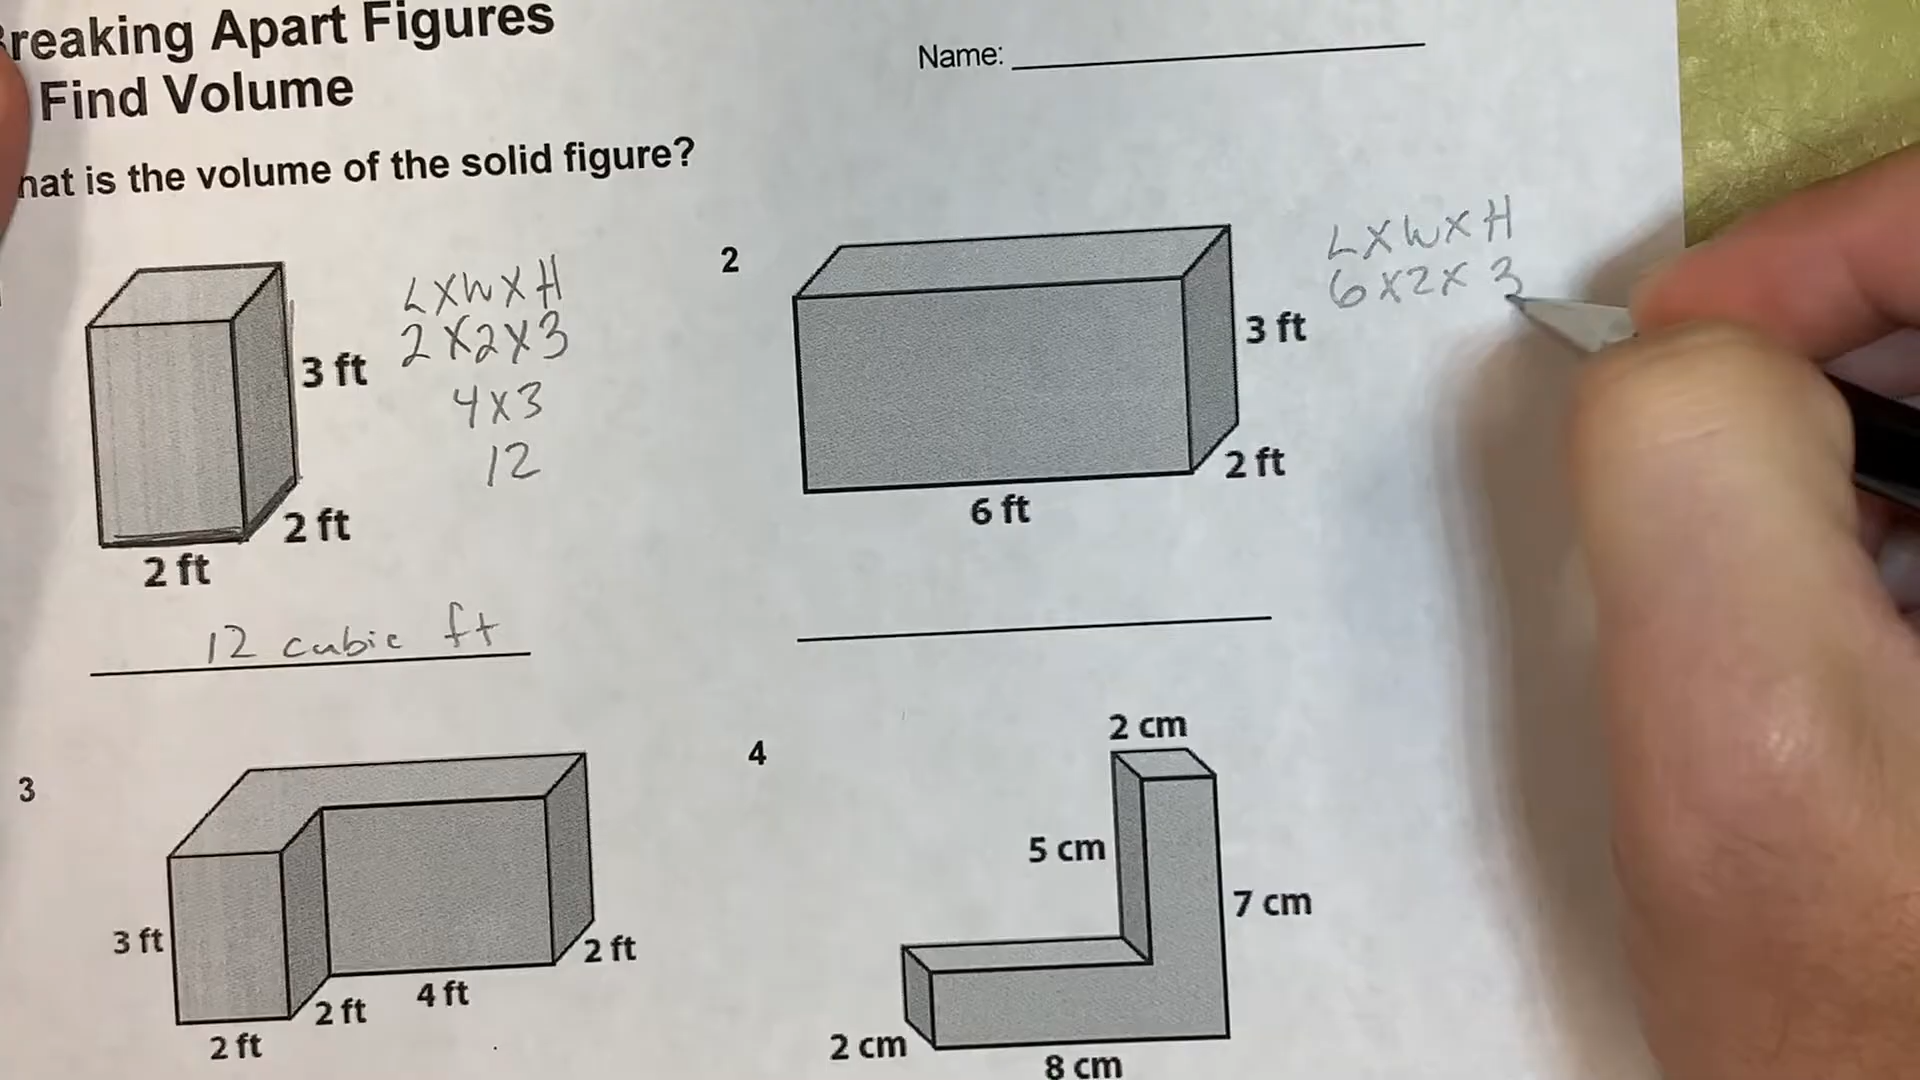 reaking Apart Figures
Find Volume
Name:
hat is the volume of the solid figure?
LXWXH
2X2X3
4X3
12
3 ft
2 ft
2 ft
12 cubic ft
2
LXWXH
6X2X3
3 ft
2 ft
6 ft
3
3 ft
2 ft
2 ft
4 ft
2 ft
4
2 cm
5 cm
7 cm
2 cm
8 cm